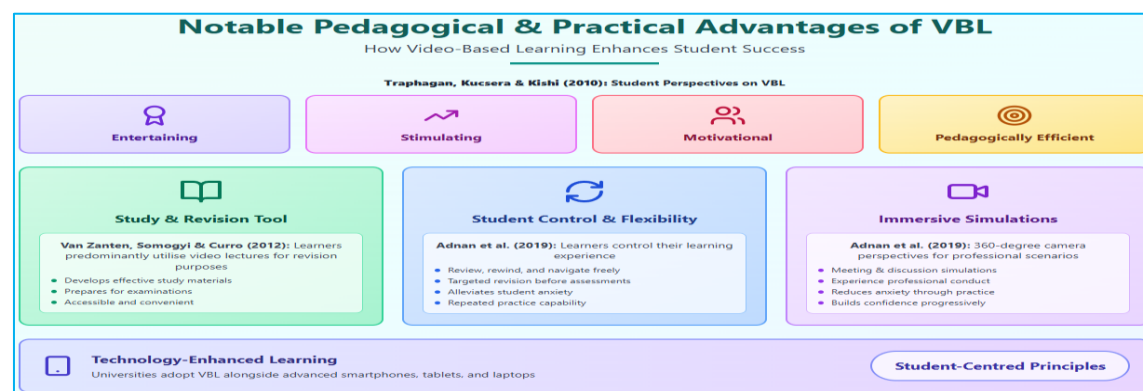 Notable Pedagogical & Practical Advantages of VBL
How Video-Based Learning Enhances Student Success
Traphagan, Kucsera & Kishi (2010): Student Perspectives on VBL
Entertaining
Stimulating
Motivational
Pedagogically Efficient
Study & Revision Tool
Van Zanten, Somogyi & Curro (2012): Learners
predominantly utilise video lectures for revision
purposes
Develops effective study materials
Prepares for examinations
Accessible and convenient
Student Control & Flexibility
Adnan et al. (2019): Learners control their learning
experience
Review, rewind, and navigate freely
Targeted revision before assessments
Alleviates student anxiety
Repeated practice capability
Immersive Simulations
Adnan et al. (2019): 360-degree camera
perspectives for professional scenarios
Meeting & discussion simulations
Experience professional conduct
Reduces anxiety through practice
Builds confidence progressively
Technology-Enhanced Learning
Universities adopt VBL alongside advanced smartphones, tablets, and laptops
Student-Centred Principles